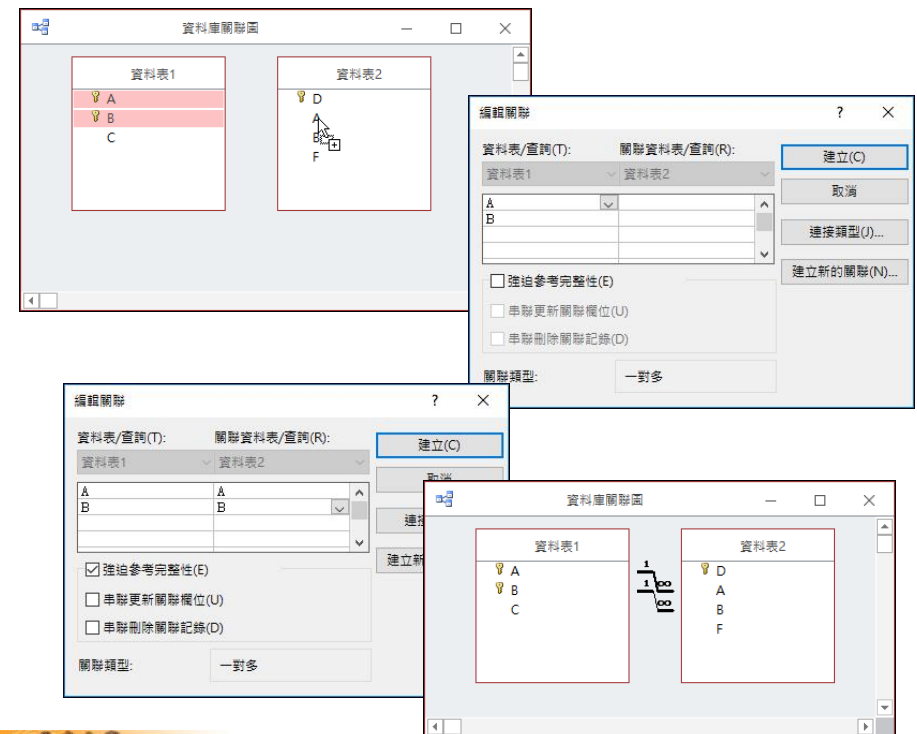 資料庫關聯圖
資料表1
A
B
C
資料表2
D
A
B
F
編輯關聯
?
資料表/查詢(T):
關聯資料表/查詢(R):
資料表1
資料表2
A
B
建立(C)
取消
連接類型(J)...
建立新的關聯(N)...
強迫參考完整性(E)
串聯更新關聯欄位(U)
串聯刪除關聯記錄(D)
關聯類型:
一對多
編輯關聯
?
資料表/查詢(T):
關聯資料表/查詢(R):
資料表1
資料表2
A A
B B
建立(C)
強迫參考完整性(E)
串聯更新關聯欄位(U)
串聯刪除關聯記錄(D)
關聯類型:
一對多
建立新
資料庫關聯圖
資料表1
A
B
C
1
1 ∞
∞
資料表2
D
A
B
F